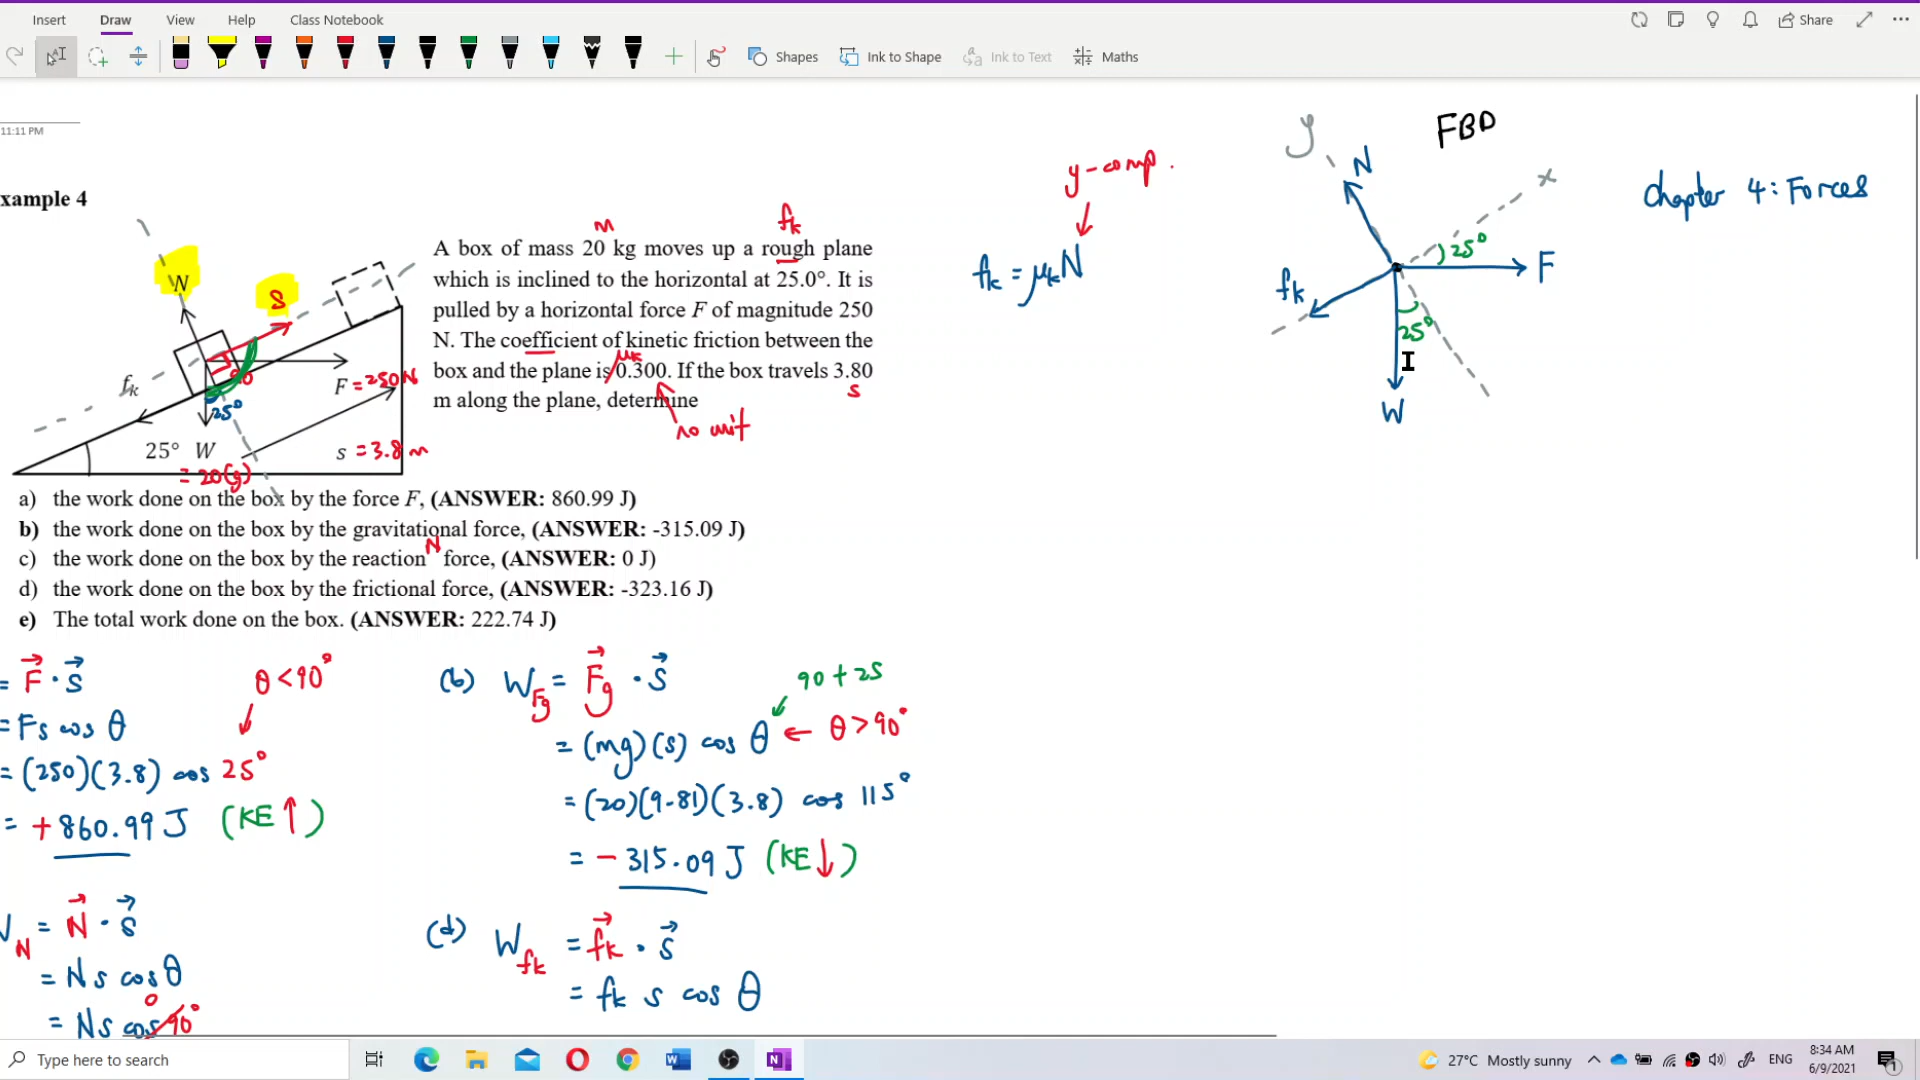 Insert Draw View Help Class Notebook Share
Shapes Ink to Shape Ink to Text Maths
11:11 PM
xample 4
N
S
90
fk
F = 250N
25°
25° W
s = 3.8 m
= 20(g)
m
fk
A box of mass 20 kg moves up a rough plane
which is inclined to the horizontal at 25.0°. It is
pulled by a horizontal force F of magnitude 250
N. The coefficient of kinetic friction between the
μk
box and the plane is 0.300. If the box travels 3.80
s
m along the plane, determine
no unit
y-comp.
fk = μkN
FBD
y
N
x
25°
F
fk
25°
W
Chapter 4: Forces
a) the work done on the box by the force F, (ANSWER: 860.99 J)
b) the work done on the box by the gravitational force, (ANSWER: -315.09 J)
N
c) the work done on the box by the reaction force, (ANSWER: 0 J)
d) the work done on the box by the frictional force, (ANSWER: -323.16 J)
e) The total work done on the box. (ANSWER: 222.74 J)
= F · S
θ < 90°
= Fs cos θ
= (250)(3.8) cos 25°
= +860.99 J (KE ↑)
N = N · S
= Ns cos θ
0
= Ns cos 90°
(b) WFg = Fg · S
90 + 25
= (mg)(s) cos θ ← θ > 90°
= (20)(9.81)(3.8) cos 115°
= - 315.09 J (KE ↓)
(d) Wfk = fk · S
= fk s cos θ
Type here to search
27°C Mostly sunny ENG 8:34 AM
6/9/2021
1